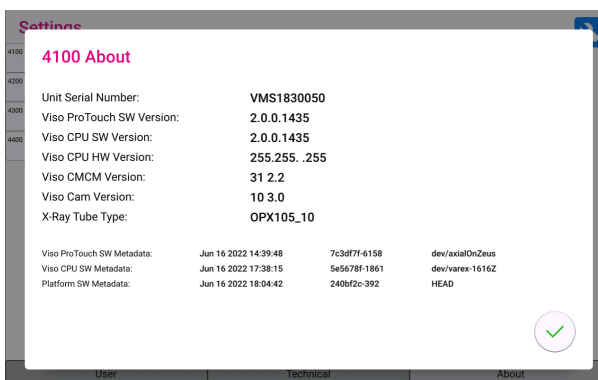 Settings
4100
4200
4300
4400
4100 About
Unit Serial Number: VMS1830050
Viso ProTouch SW Version: 2.0.0.1435
Viso CPU SW Version: 2.0.0.1435
Viso CPU HW Version: 255.255. .255
Viso CMCM Version: 31 2.2
Viso Cam Version: 10 3.0
X-Ray Tube Type: OPX105_10
Viso ProTouch SW Metadata: Jun 16 2022 14:39:48 7c3df7f-6158 dev/axialOnZeus
Viso CPU SW Metadata: Jun 16 2022 17:38:15 5e5678f-1861 dev/varex-1616Z
Platform SW Metadata: Jun 16 2022 18:04:42 240bf2c-392 HEAD
User Technical About